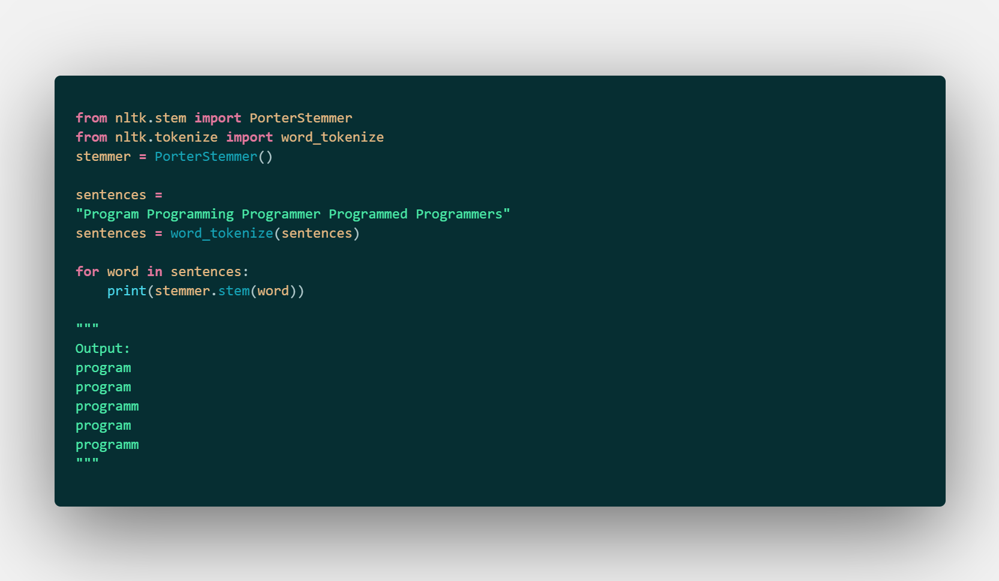 from nltk.stem import PorterStemmer
from nltk.tokenize import word_tokenize
stemmer = PorterStemmer()

sentences =
"Program Programming Programmer Programmed Programmers"
sentences = word_tokenize(sentences)

for word in sentences:
    print(stemmer.stem(word))

"""
Output:
program
program
programm
program
programm
"""